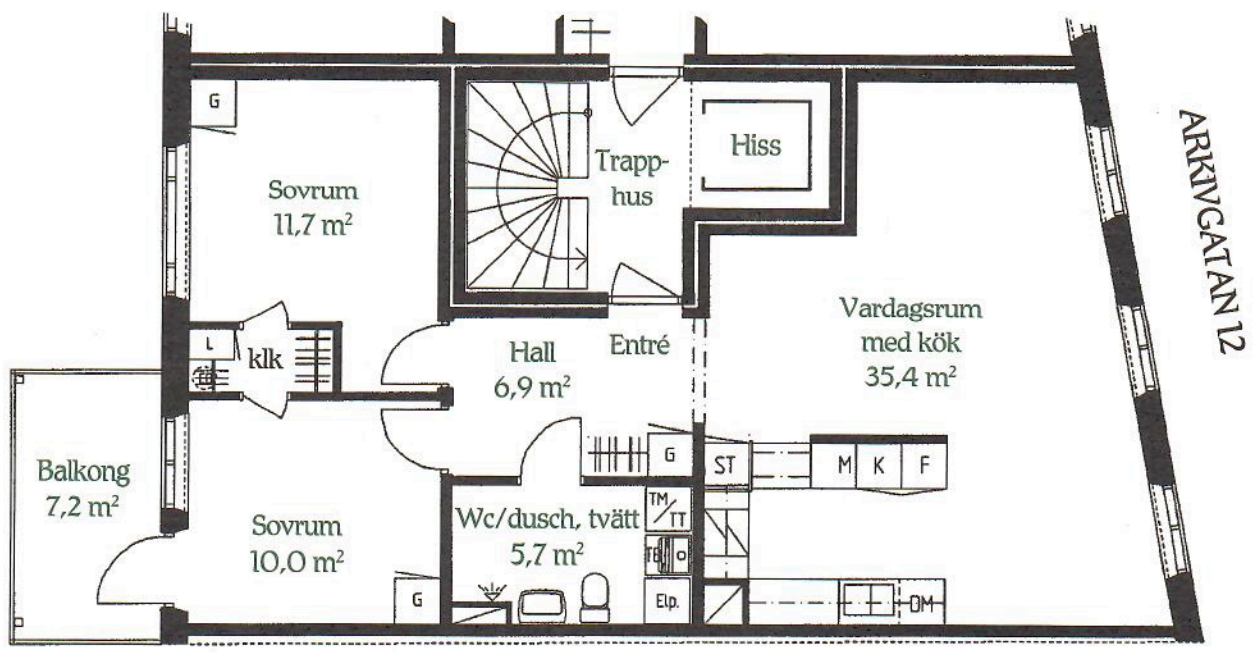 G
Sovrum
11,7 m²
Trapp-
hus
Hiss
ARKIVGATAN 12
Vardagsrum
med kök
35,4 m²
L
klk
Hall
6,9 m²
Entré
Balkong
7,2 m²
Sovrum
10,0 m²
G
Wc/dusch, tvätt
5,7 m²
G
ST
M
K
F
TM/
TT
TB
Elp.
DM